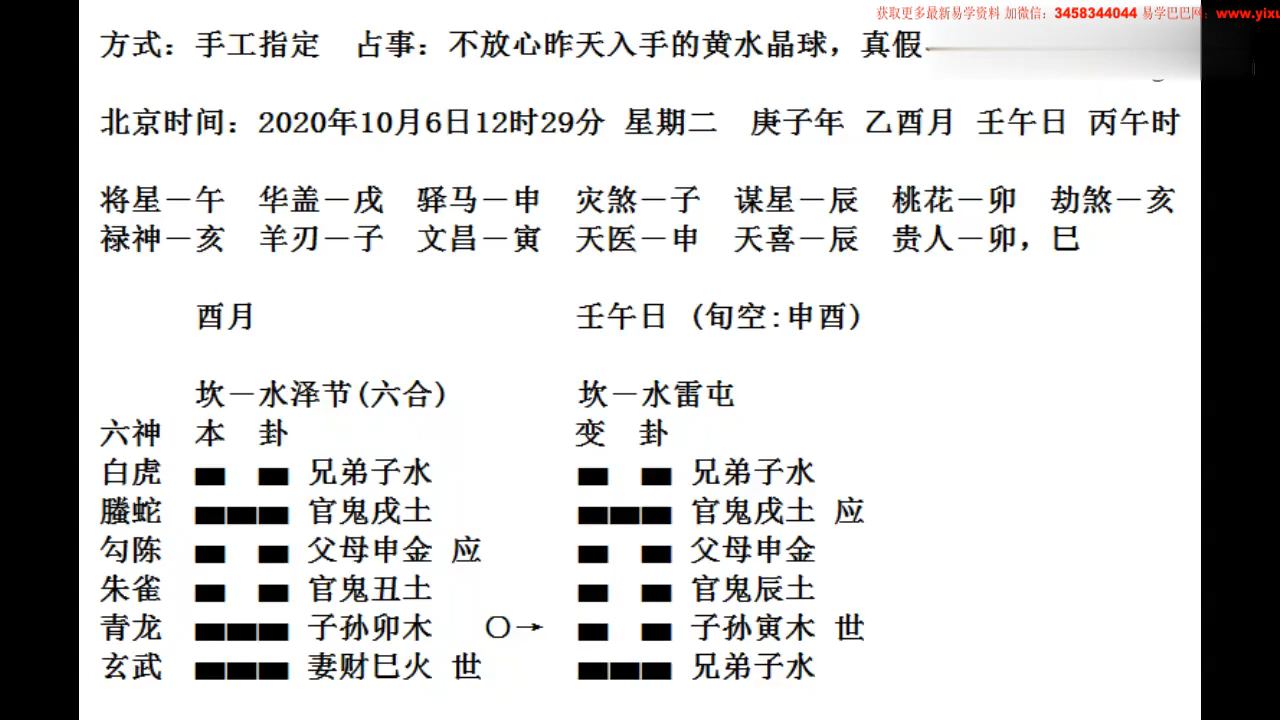 获取更多最新易学资料 加微信：3458344044 易学巴巴网：www.yixu
方式：手工指定　占事：不放心昨天入手的黄水晶球，真假
北京时间：2020年10月6日12时29分 星期二　庚子年 乙酉月 壬午日 丙午时
将星－午　华盖－戌　驿马－申　灾煞－子　谋星－辰　桃花－卯　劫煞－亥
禄神－亥　羊刃－子　文昌－寅　天医－申　天喜－辰　贵人－卯，巳
酉月　壬午日 (旬空:申酉)
坎－水泽节(六合)　坎－水雷屯
六神　本　卦　变　卦
白虎　兄弟子水　兄弟子水
螣蛇　官鬼戌土　官鬼戌土 应
勾陈　父母申金 应　父母申金
朱雀　官鬼丑土　官鬼辰土
青龙　子孙卯木　○→　子孙寅木 世
玄武　妻财巳火 世　兄弟子水